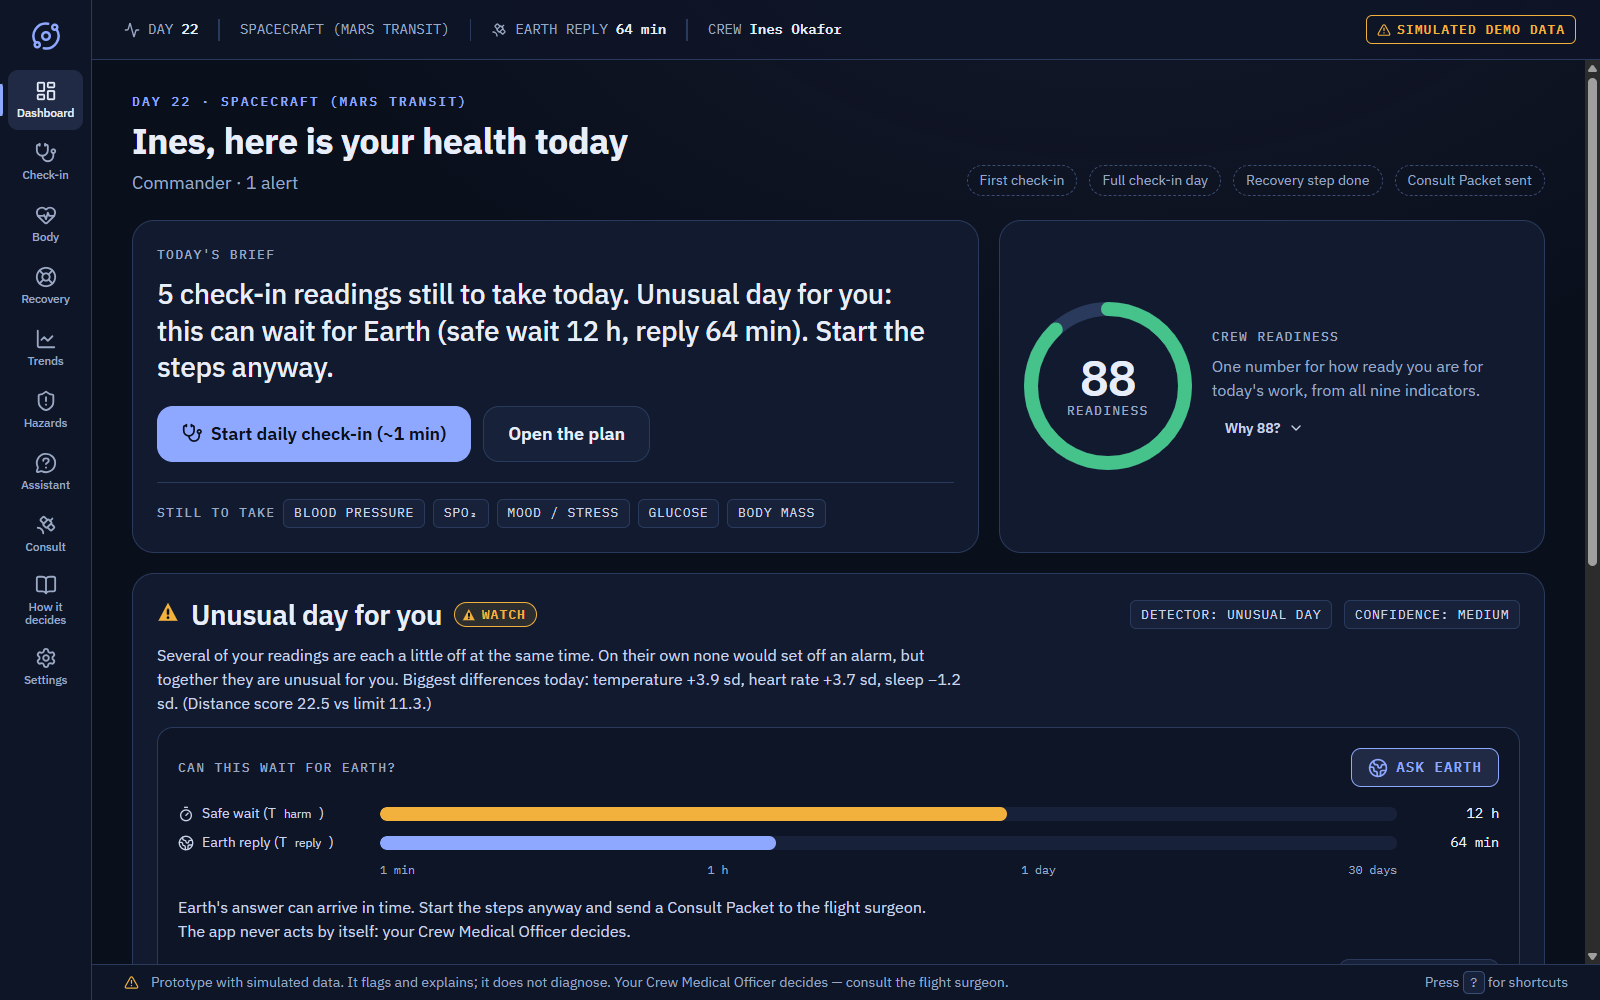 DAY 22
SPACECRAFT (MARS TRANSIT)
EARTH REPLY 64 min
CREW Ines Okafor
SIMULATED DEMO DATA
Dashboard
Check-in
Body
Recovery
Trends
Hazards
Assistant
Consult
How it
decides
Settings
DAY 22 · SPACECRAFT (MARS TRANSIT)
Ines, here is your health today
Commander · 1 alert
First check-in
Full check-in day
Recovery step done
Consult Packet sent
TODAY'S BRIEF
5 check-in readings still to take today. Unusual day for you:
this can wait for Earth (safe wait 12 h, reply 64 min). Start the
steps anyway.
Start daily check-in (~1 min)
Open the plan
STILL TO TAKE
BLOOD PRESSURE
SPO₂
MOOD / STRESS
GLUCOSE
BODY MASS
88
READINESS
CREW READINESS
One number for how ready you are for
today's work, from all nine indicators.
Why 88?
Unusual day for you
WATCH
DETECTOR: UNUSUAL DAY
CONFIDENCE: MEDIUM
Several of your readings are each a little off at the same time. On their own none would set off an alarm, but
together they are unusual for you. Biggest differences today: temperature +3.9 sd, heart rate +3.7 sd, sleep −1.2
sd. (Distance score 22.5 vs limit 11.3.)
CAN THIS WAIT FOR EARTH?
ASK EARTH
Safe wait (T harm )
12 h
Earth reply (T reply )
64 min
1 min
1 h
1 day
30 days
Earth's answer can arrive in time. Start the steps anyway and send a Consult Packet to the flight surgeon.
The app never acts by itself: your Crew Medical Officer decides.
Prototype with simulated data. It flags and explains; it does not diagnose. Your Crew Medical Officer decides — consult the flight surgeon.
Press ? for shortcuts